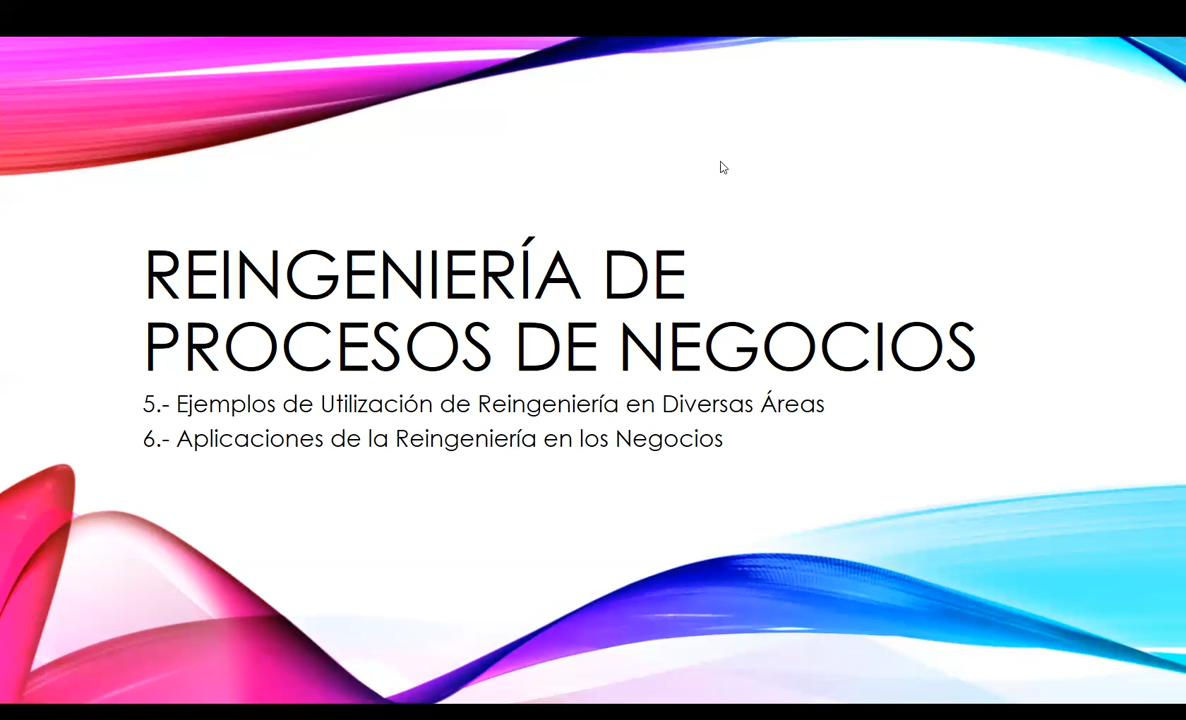 REINGENIERÍA DE
PROCESOS DE NEGOCIOS
5.- Ejemplos de Utilización de Reingeniería en Diversas Áreas
6.- Aplicaciones de la Reingeniería en los Negocios